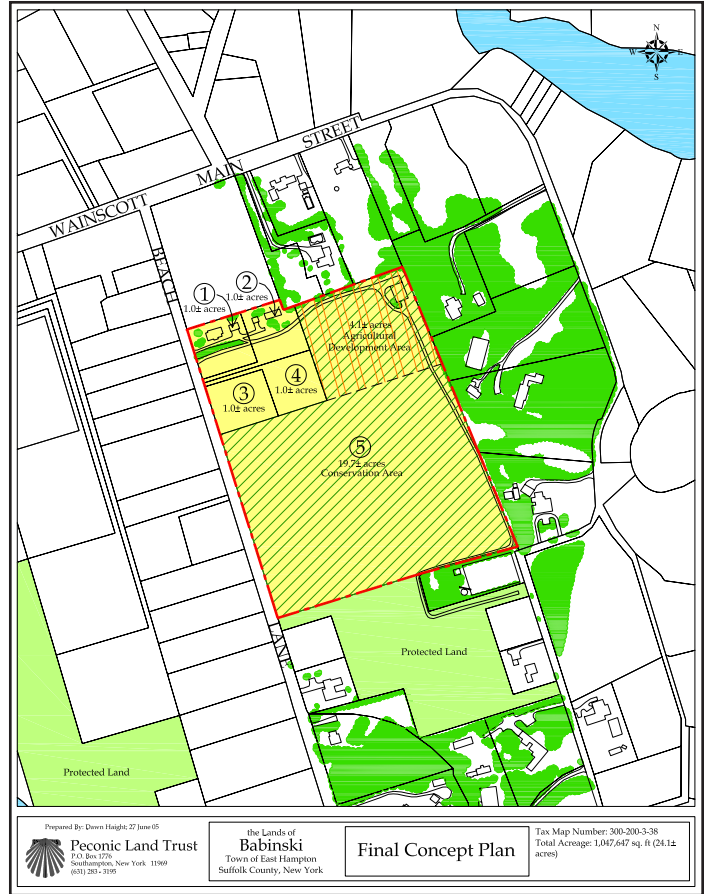 N
W E
S
WAINSCOTT MAIN STREET
BEACH
LANE
1
1.0± acres
2
1.0± acres
4.1± acres
Agricultural
Development Area
3
1.0± acres
4
1.0± acres
5
19.7± acres
Conservation Area
Protected Land
Protected Land
Prepared By: Dawn Haight; 27 June 05
Peconic Land Trust
P.O. Box 1776
Southampton, New York 11969
(631) 283 - 3195
the Lands of
Babinski
Town of East Hampton
Suffolk County, New York
Final Concept Plan
Tax Map Number: 300-200-3-38
Total Acreage: 1,047,647 sq. ft (24.1±
acres)